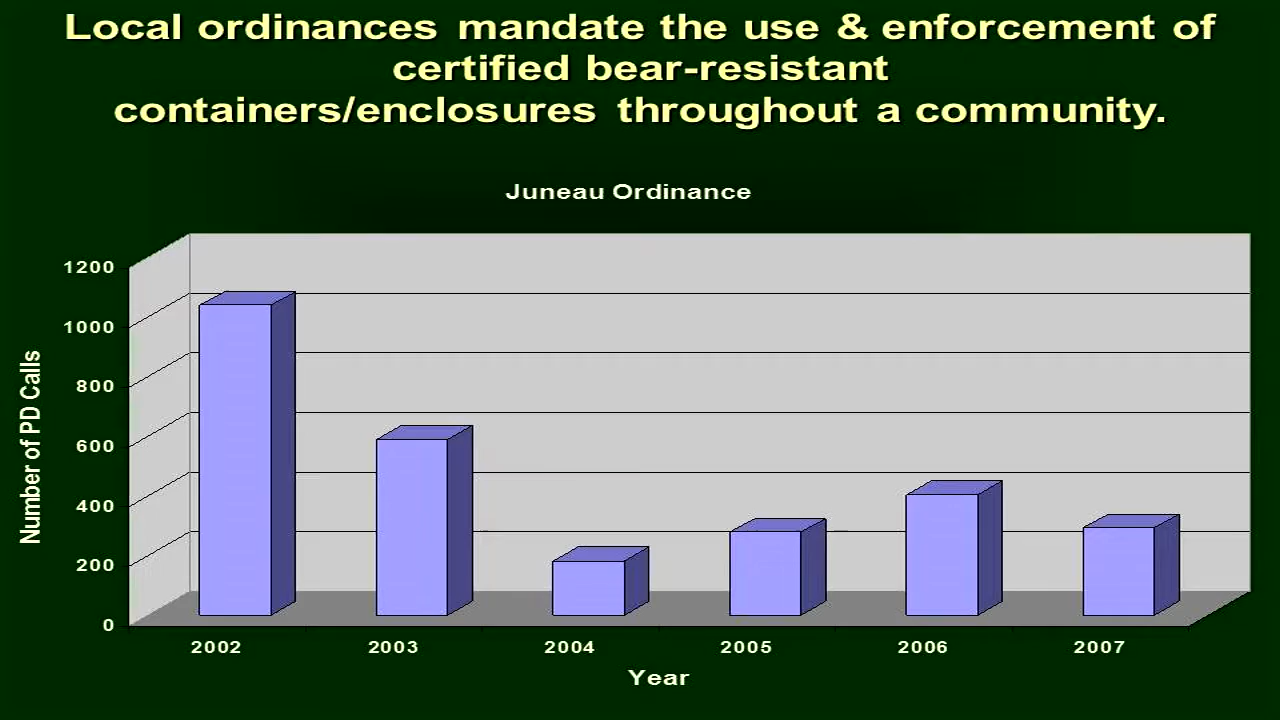 Local ordinances mandate the use & enforcement of
certified bear-resistant
containers/enclosures throughout a community.
Juneau Ordinance
1200
1000
800
600
400
200
0
Number of PD Calls
2002 2003 2004 2005 2006 2007
Year